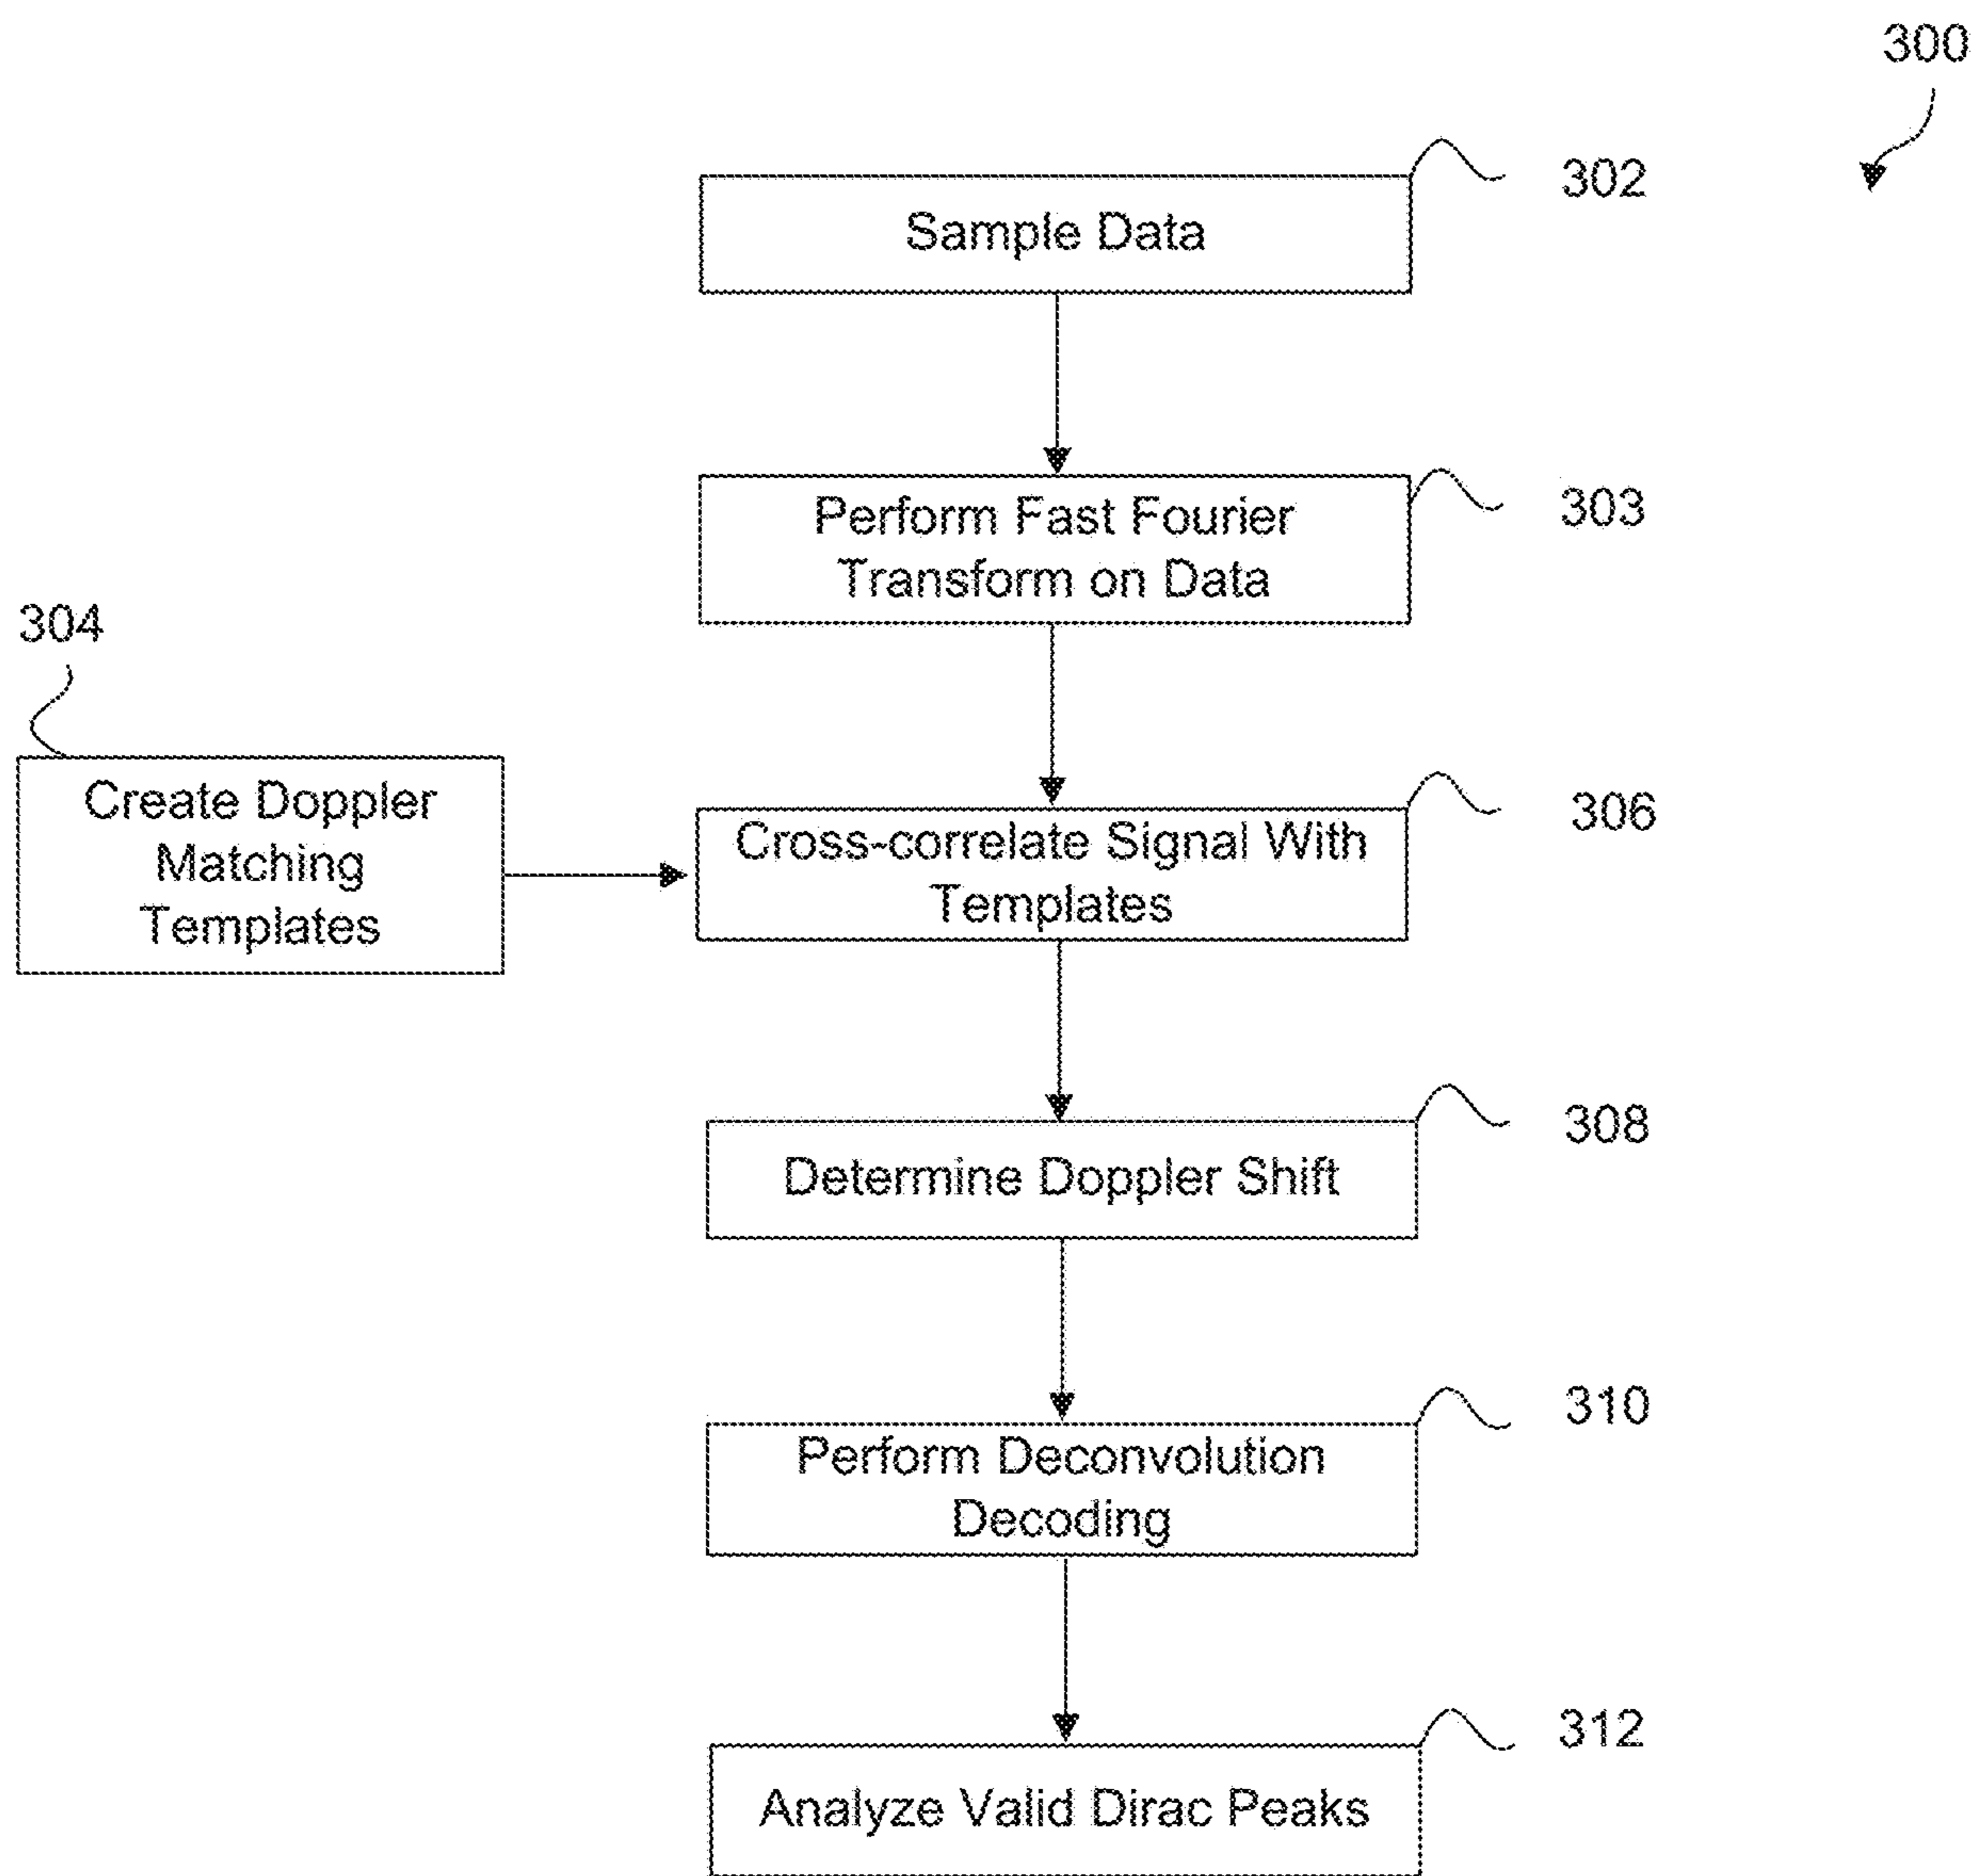 300
302
Sample Data
303
Perform Fast Fourier
Transform on Data
304
Create Doppler
Matching
Templates
306
Cross-correlate Signal With
Templates
308
Determine Doppler Shift
310
Perform Deconvolution
Decoding
312
Analyze Valid Dirac Peaks